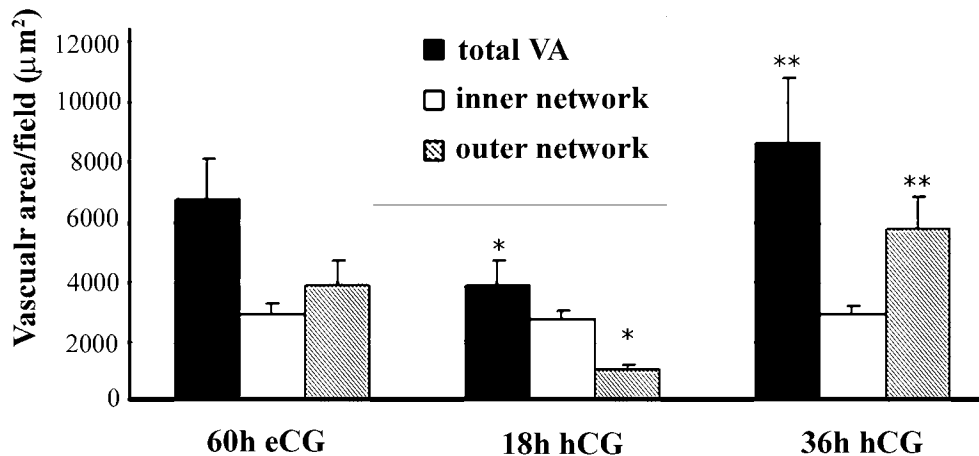 Vascualr area/field (μm²)
12000
10000
8000
6000
4000
2000
0
total VA
inner network
outer network
*
*
**
**
60h eCG
18h hCG
36h hCG